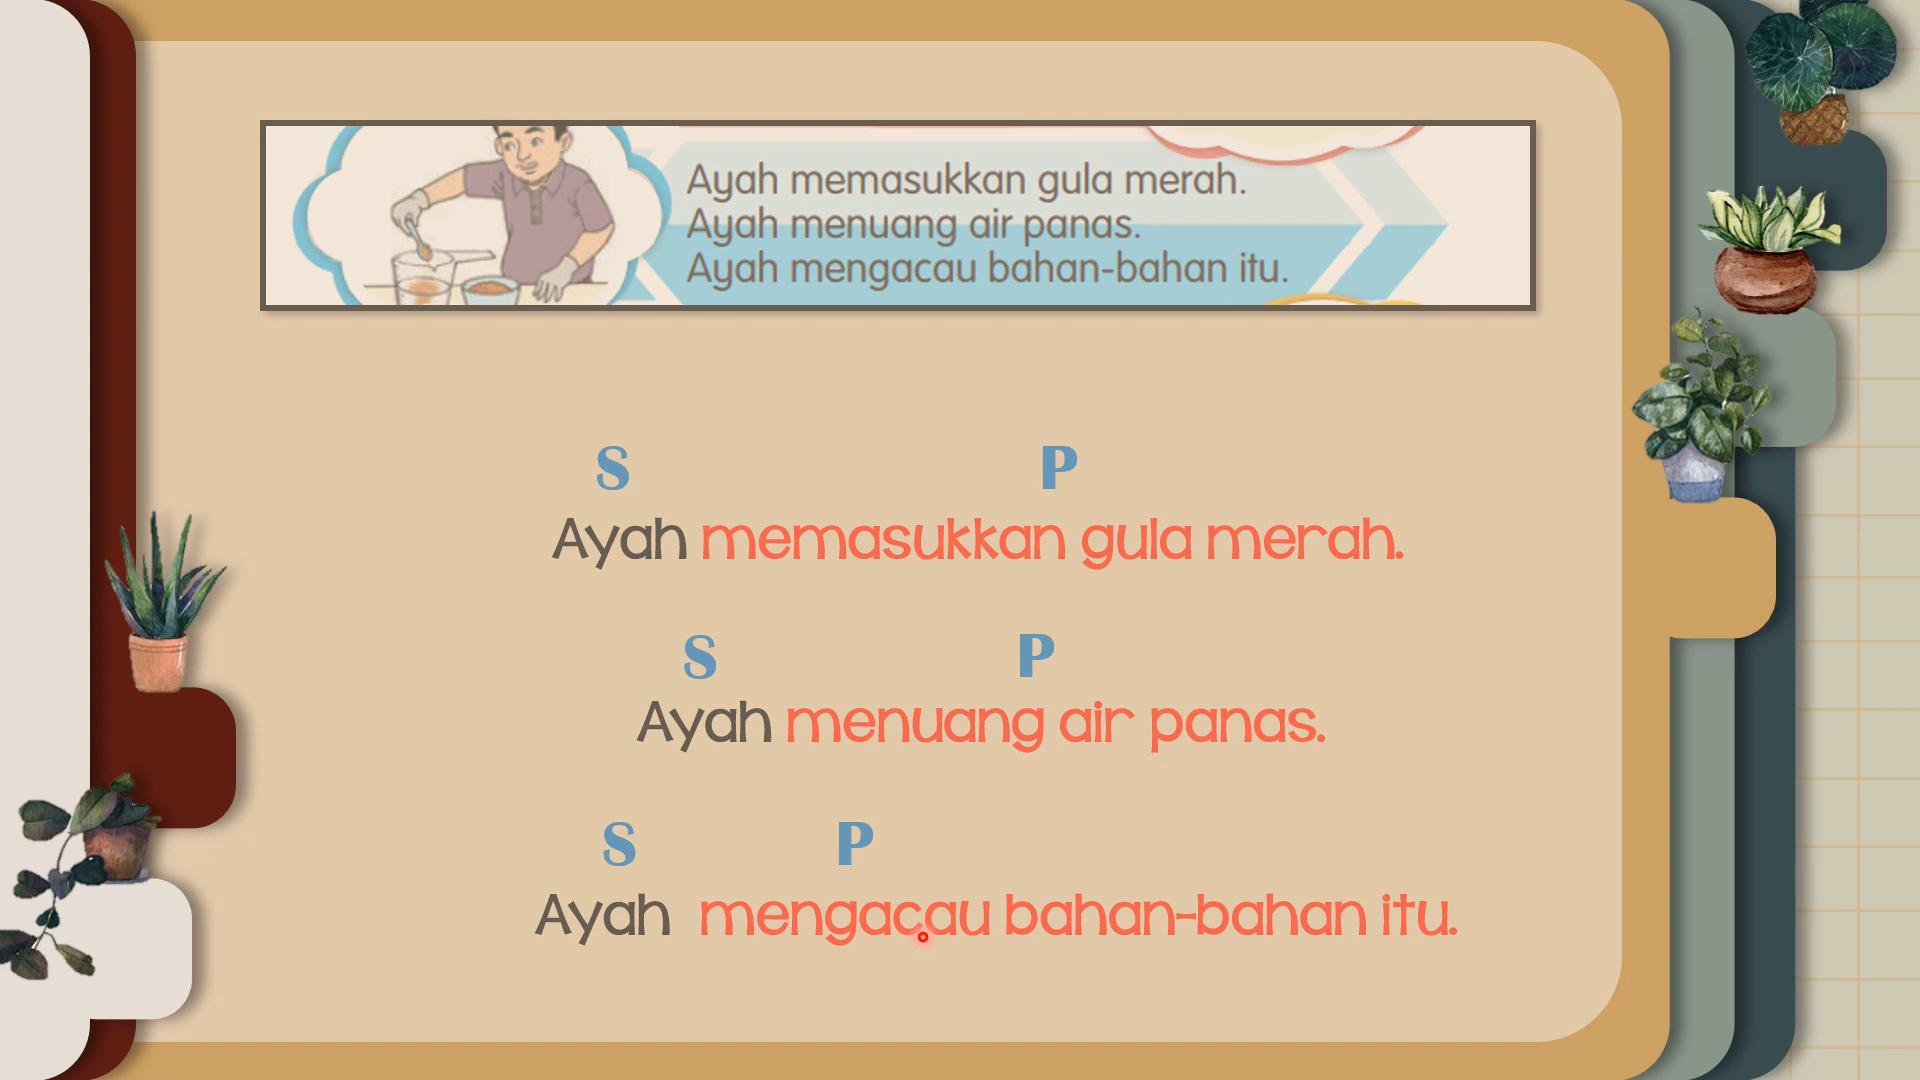 Ayah memasukkan gula merah.
Ayah menuang air panas.
Ayah mengacau bahan-bahan itu.
S P
Ayah memasukkan gula merah.
S P
Ayah menuang air panas.
S P
Ayah mengacau bahan-bahan itu.